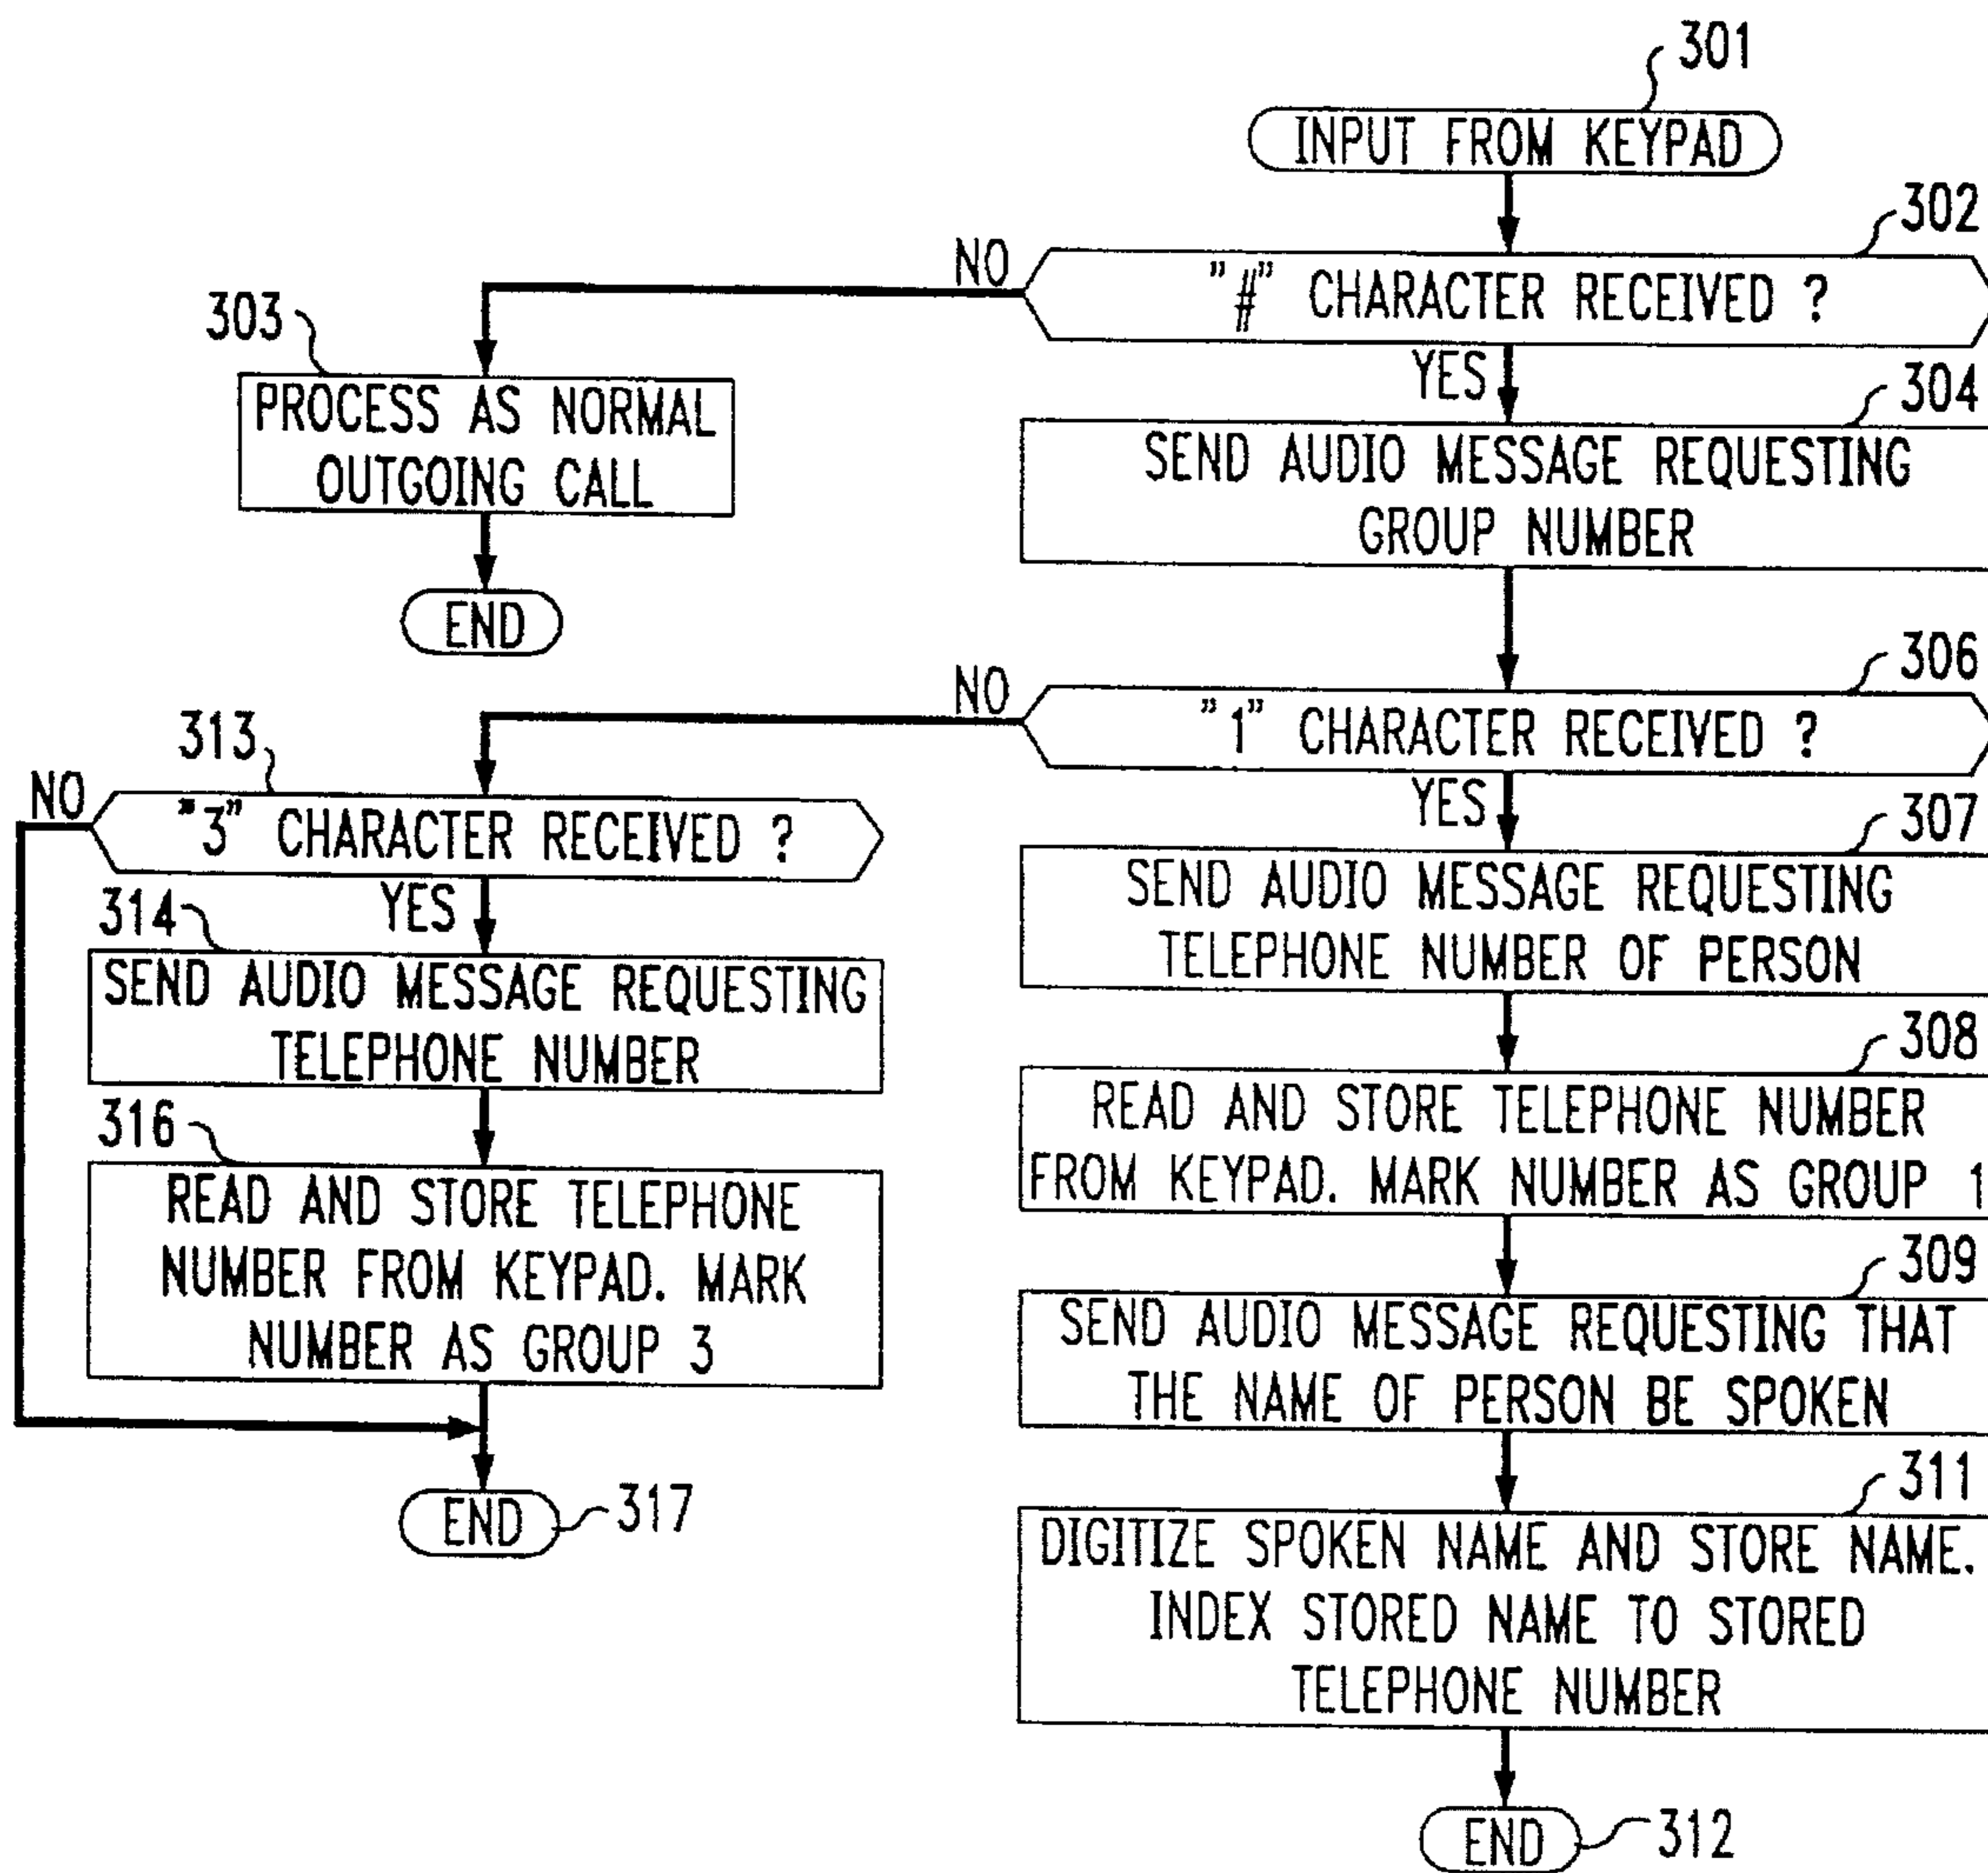 301
INPUT FROM KEYPAD
302
"#" CHARACTER RECEIVED ?
NO
YES
303
PROCESS AS NORMAL
OUTGOING CALL
END
304
SEND AUDIO MESSAGE REQUESTING
GROUP NUMBER
306
"1" CHARACTER RECEIVED ?
NO
YES
313
"3" CHARACTER RECEIVED ?
NO
YES
314
SEND AUDIO MESSAGE REQUESTING
TELEPHONE NUMBER
316
READ AND STORE TELEPHONE
NUMBER FROM KEYPAD. MARK
NUMBER AS GROUP 3
END
317
307
SEND AUDIO MESSAGE REQUESTING
TELEPHONE NUMBER OF PERSON
308
READ AND STORE TELEPHONE NUMBER
FROM KEYPAD. MARK NUMBER AS GROUP 1
309
SEND AUDIO MESSAGE REQUESTING THAT
THE NAME OF PERSON BE SPOKEN
311
DIGITIZE SPOKEN NAME AND STORE NAME.
INDEX STORED NAME TO STORED
TELEPHONE NUMBER
END
312